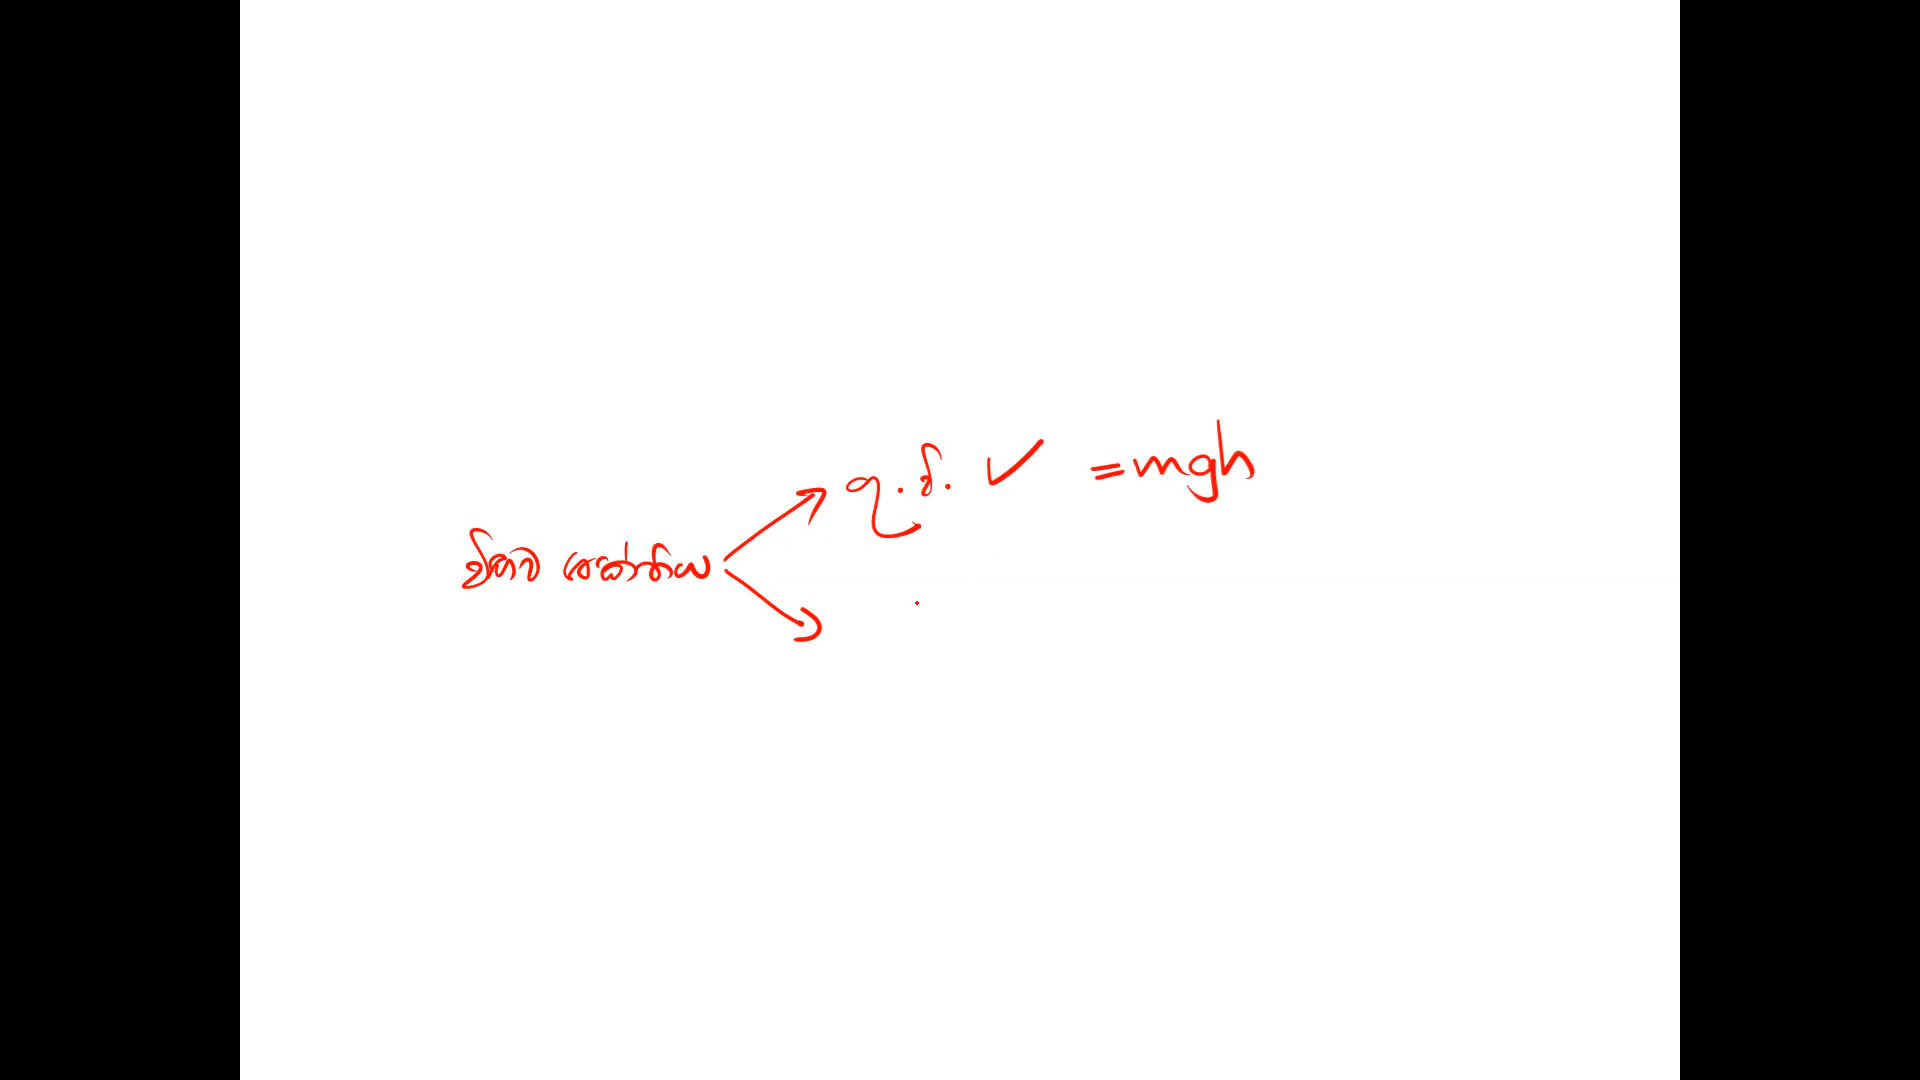 ගු.වි. ✓ = mgh
විභව ශක්තිය